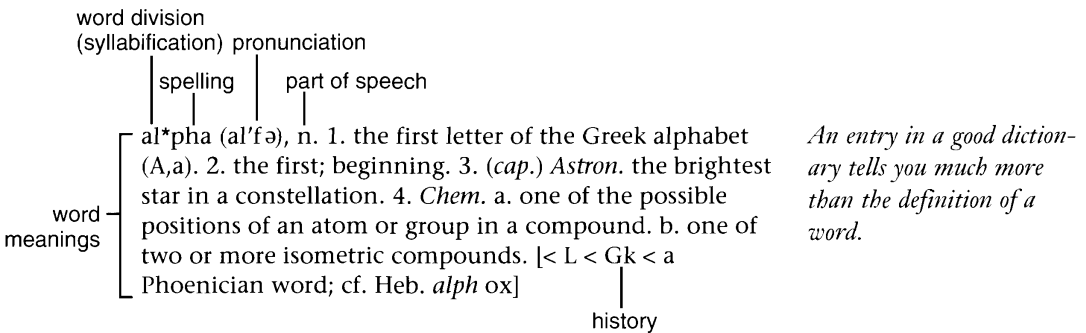 word division
(syllabification) pronunciation
spelling part of speech
al*pha (al'fə), n. 1. the first letter of the Greek alphabet
(A,a). 2. the first; beginning. 3. (cap.) Astron. the brightest
star in a constellation. 4. Chem. a. one of the possible
positions of an atom or group in a compound. b. one of
two or more isometric compounds. [< L < Gk < a
Phoenician word; cf. Heb. alph ox]
word
meanings
history
An entry in a good diction-
ary tells you much more
than the definition of a
word.